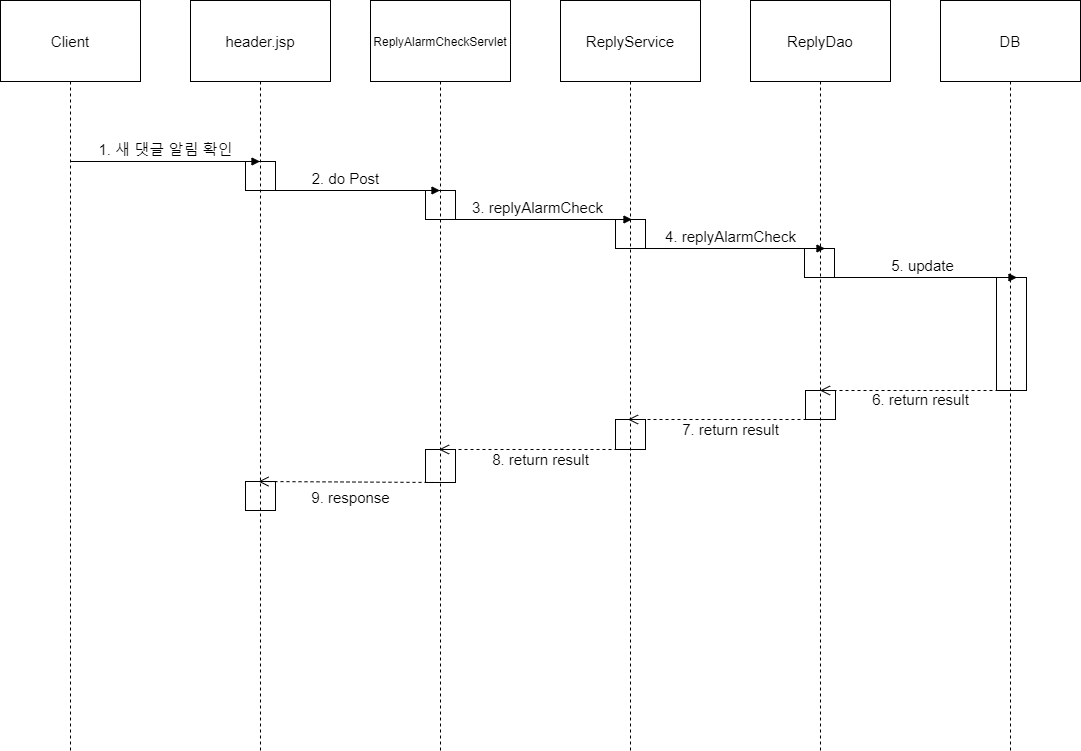 Client
header.jsp
ReplyAlarmCheckServlet
ReplyService
ReplyDao
DB
1. 새 댓글 알림 확인
2. do Post
3. replyAlarmCheck
4. replyAlarmCheck
5. update
6. return result
7. return result
8. return result
9. response